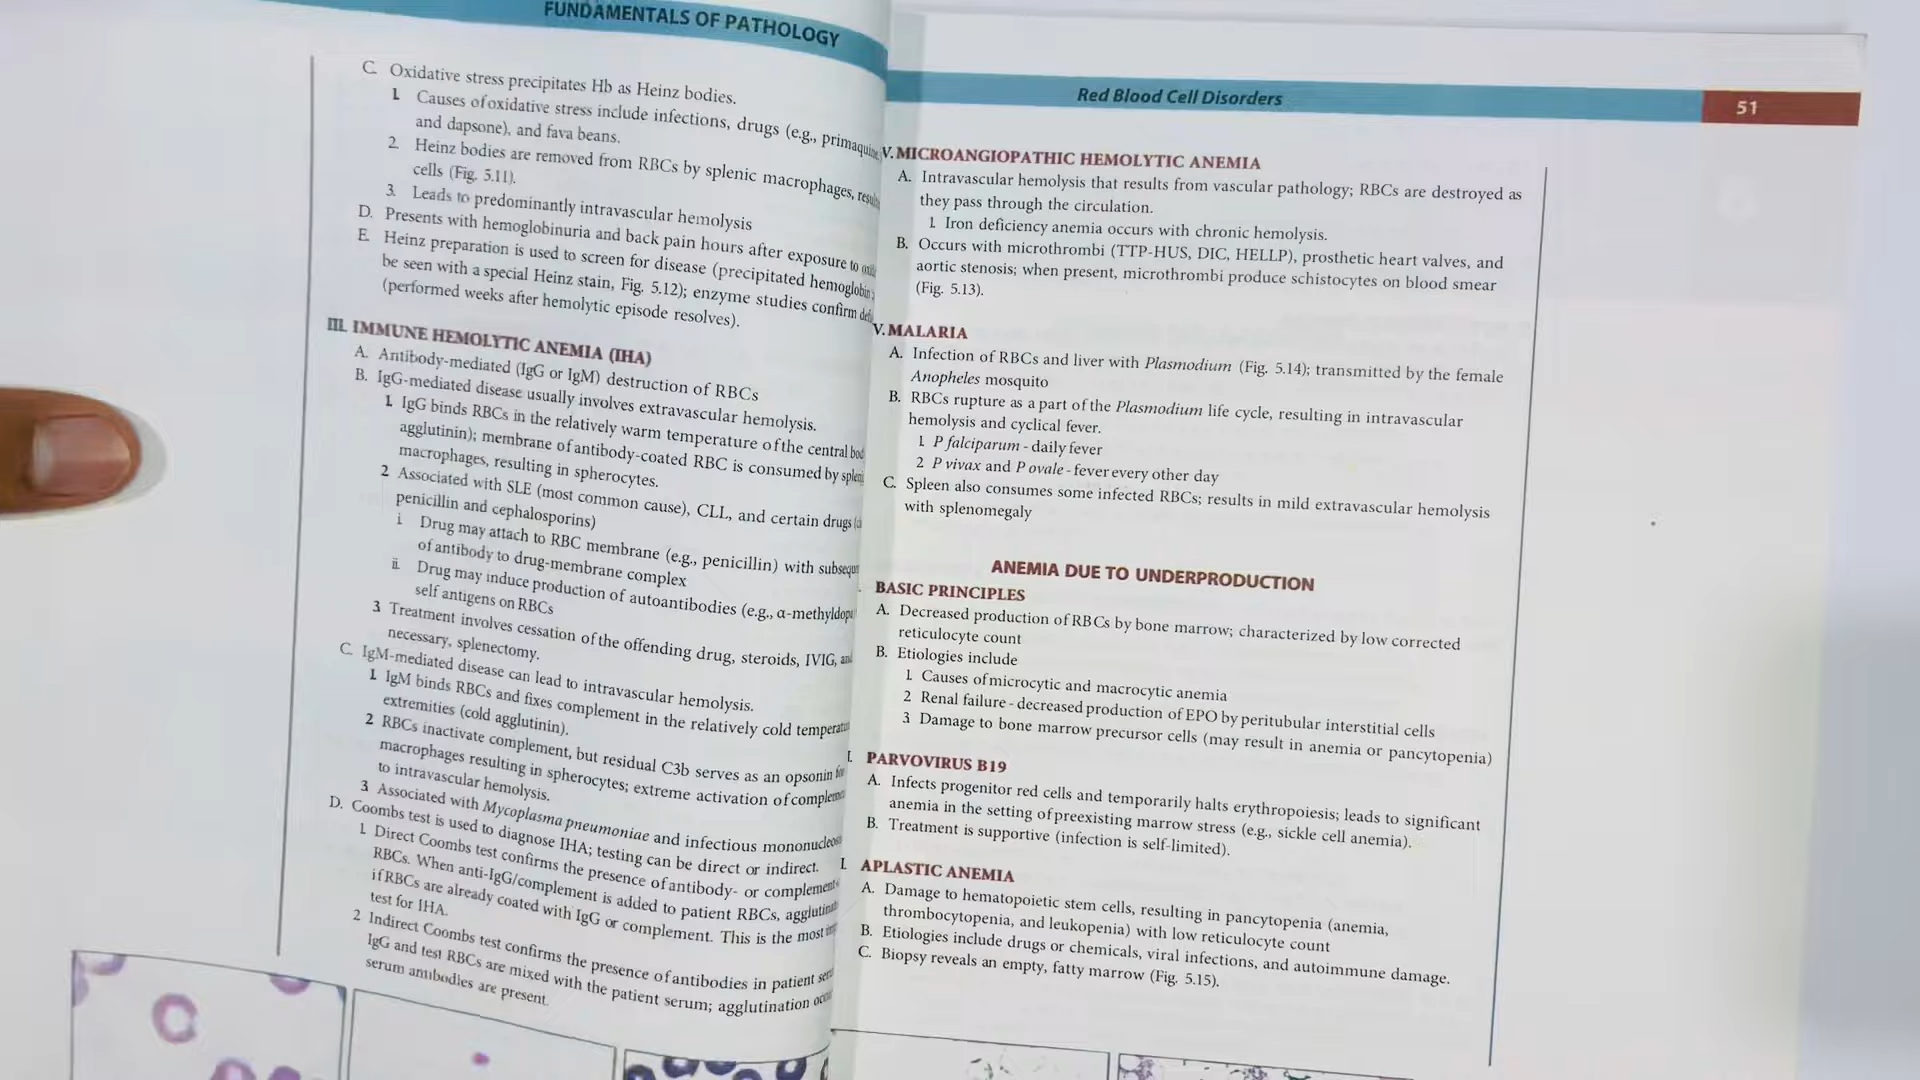 FUNDAMENTALS OF PATHOLOGY
C. Oxidative stress precipitates Hb as Heinz bodies.
1. Causes of oxidative stress include infections, drugs (e.g., primaquine,
and dapsone), and fava beans.
2. Heinz bodies are removed from RBCs by splenic macrophages,
cells (Fig. 5.11).
3. Leads to predominantly intravascular hemolysis
D. Presents with hemoglobinuria and back pain hours after exposure to
E. Heinz preparation is used to screen for disease (precipitated hemoglobin
be seen with a special Heinz stain, Fig. 5.12); enzyme studies confirm
(performed weeks after hemolytic episode resolves).
III. IMMUNE HEMOLYTIC ANEMIA (IHA)
A. Antibody-mediated (IgG or IgM) destruction of RBCs
B. IgG-mediated disease usually involves extravascular hemolysis.
1. IgG binds RBCs in the relatively warm temperature of the central
agglutinin); membrane of antibody-coated RBC is consumed by
macrophages, resulting in spherocytes.
2 Associated with SLE (most common cause), CLL, and certain drugs
penicillin and cephalosporins)
i Drug may attach to RBC membrane (e.g., penicillin) with
of antibody to drug-membrane complex
ii. Drug may induce production of autoantibodies (e.g., α-methyldopa
self antigens on RBCs
3 Treatment involves cessation of the offending drug, steroids, IVIG,
necessary, splenectomy.
C. IgM-mediated disease can lead to intravascular hemolysis.
1 IgM binds RBCs and fixes complement in the relatively cold
extremities (cold agglutinin).
2 RBCs inactivate complement, but residual C3b serves as an opsonin
macrophages resulting in spherocytes; extreme activation of
to intravascular hemolysis.
3 Associated with Mycoplasma pneumoniae and infectious
D. Coombs test is used to diagnose IHA; testing can be direct or indirect.
1. Direct Coombs test confirms the presence of antibody- or complement-
RBCs. When anti-IgG/complement is added to patient RBCs,
if RBCs are already coated with IgG or complement. This is the most
test for IHA.
2 Indirect Coombs test confirms the presence of antibodies in patient
IgG and test RBCs are mixed with the patient serum; agglutination
serum antibodies are present.
Red Blood Cell Disorders 51
V. MICROANGIOPATHIC HEMOLYTIC ANEMIA
A. Intravascular hemolysis that results from vascular pathology; RBCs are destroyed as
they pass through the circulation.
1. Iron deficiency anemia occurs with chronic hemolysis.
B. Occurs with microthrombi (TTP-HUS, DIC, HELLP), prosthetic heart valves, and
aortic stenosis; when present, microthrombi produce schistocytes on blood smear
(Fig. 5.13).
V. MALARIA
A. Infection of RBCs and liver with Plasmodium (Fig. 5.14); transmitted by the female
Anopheles mosquito
B. RBCs rupture as a part of the Plasmodium life cycle, resulting in intravascular
hemolysis and cyclical fever.
1. P falciparum - daily fever
2 P vivax and P ovale - fever every other day
C. Spleen also consumes some infected RBCs; results in mild extravascular hemolysis
with splenomegaly
ANEMIA DUE TO UNDERPRODUCTION
BASIC PRINCIPLES
A. Decreased production of RBCs by bone marrow; characterized by low corrected
reticulocyte count
B. Etiologies include
1. Causes of microcytic and macrocytic anemia
2 Renal failure - decreased production of EPO by peritubular interstitial cells
3 Damage to bone marrow precursor cells (may result in anemia or pancytopenia)
I. PARVOVIRUS B19
A. Infects progenitor red cells and temporarily halts erythropoiesis; leads to significant
anemia in the setting of preexisting marrow stress (e.g., sickle cell anemia).
B. Treatment is supportive (infection is self-limited).
I. APLASTIC ANEMIA
A. Damage to hematopoietic stem cells, resulting in pancytopenia (anemia,
thrombocytopenia, and leukopenia) with low reticulocyte count
B. Etiologies include drugs or chemicals, viral infections, and autoimmune damage.
C. Biopsy reveals an empty, fatty marrow (Fig. 5.15).